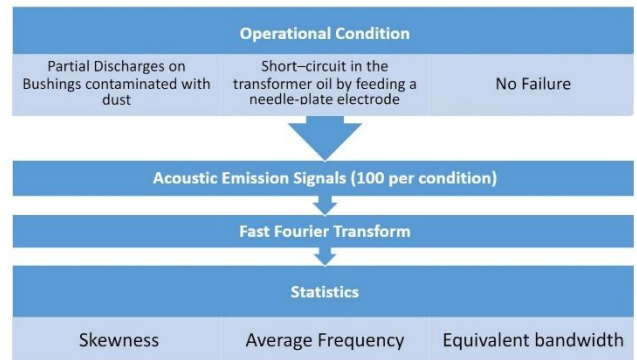 Operational Condition
Partial Discharges on
Bushings contaminated with
dust
Short–circuit in the
transformer oil by feeding a
needle-plate electrode
No Failure
Acoustic Emission Signals (100 per condition)
Fast Fourier Transform
Statistics
Skewness
Average Frequency
Equivalent bandwidth